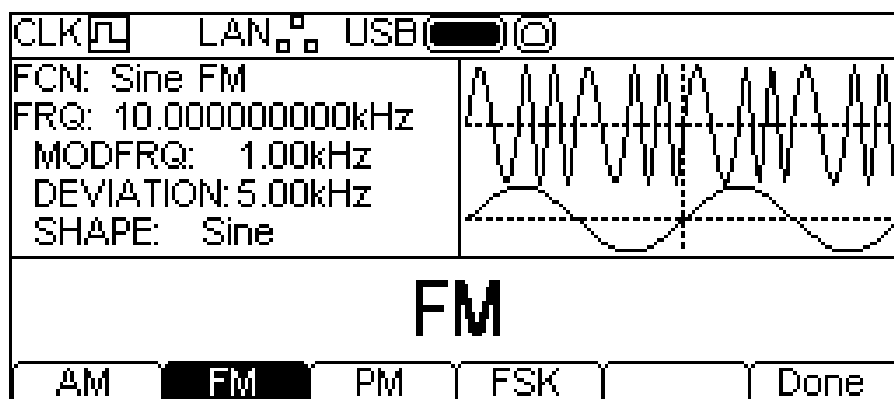 CLK LAN USB
FCN: Sine FM
FRQ: 10.000000000kHz
MODFRQ: 1.00kHz
DEVIATION: 5.00kHz
SHAPE: Sine
FM
AM FM PM FSK Done